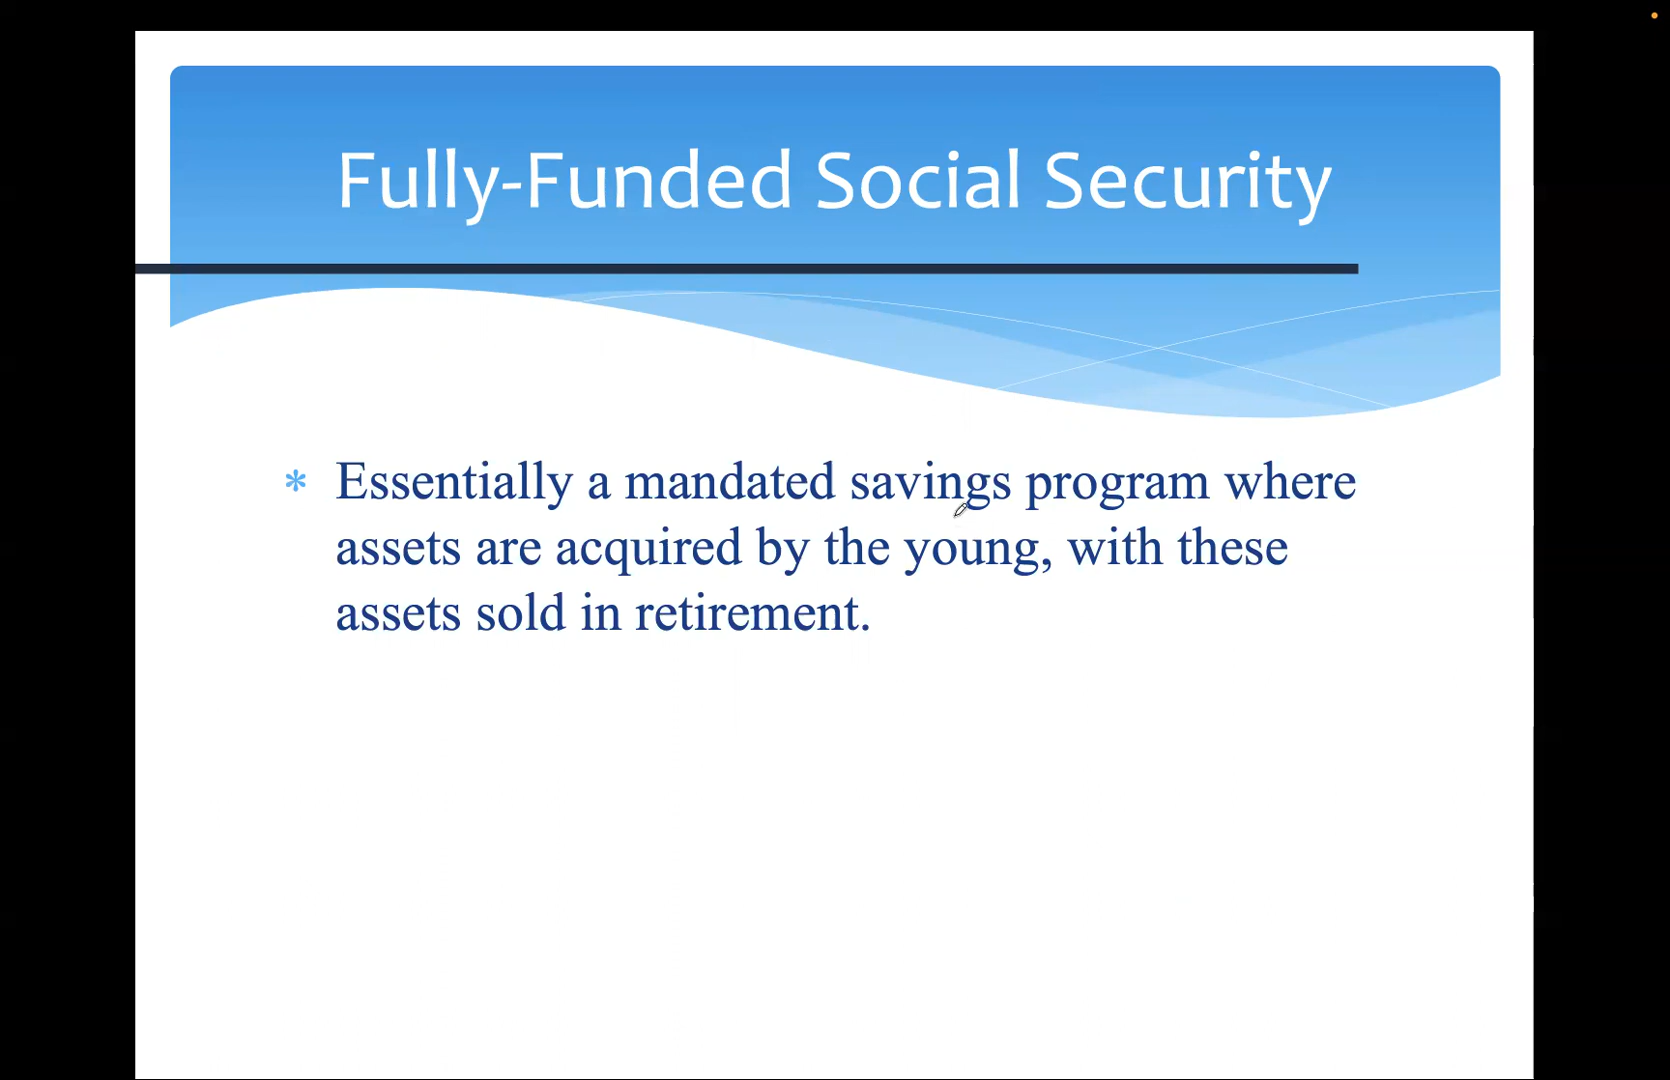 Fully-Funded Social Security
* Essentially a mandated savings program where
assets are acquired by the young, with these
assets sold in retirement.